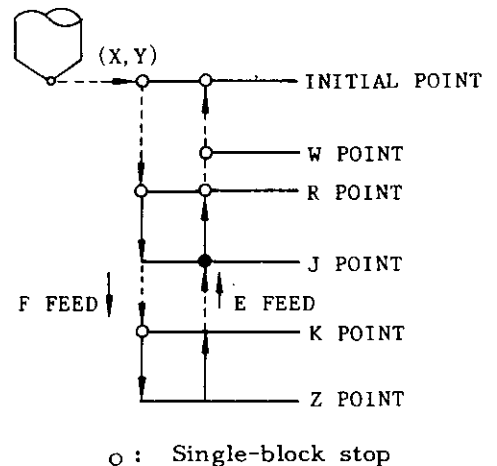 (X,Y)
INITIAL POINT
W POINT
R POINT
J POINT
F FEED
E FEED
K POINT
Z POINT
o : Single-block stop